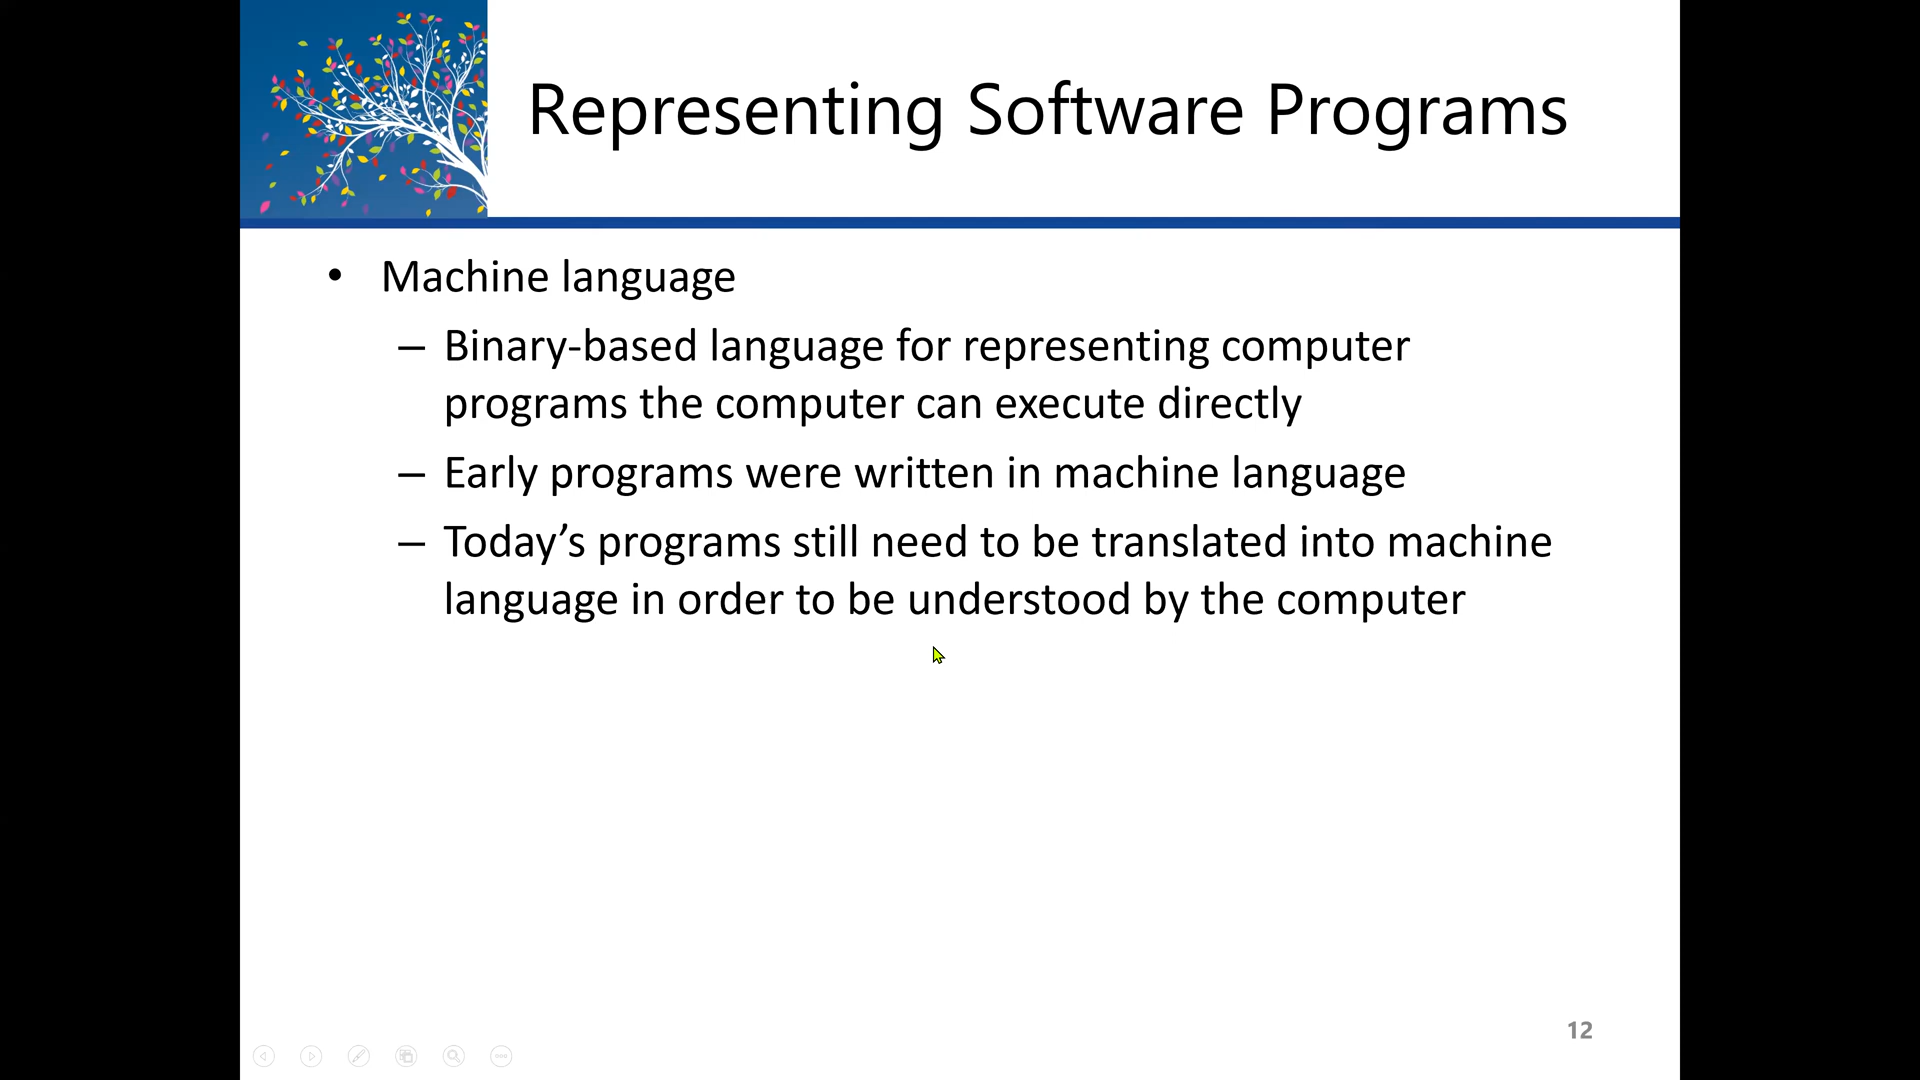 Representing Software Programs
• Machine language
– Binary-based language for representing computer
programs the computer can execute directly
– Early programs were written in machine language
– Today’s programs still need to be translated into machine
language in order to be understood by the computer
12